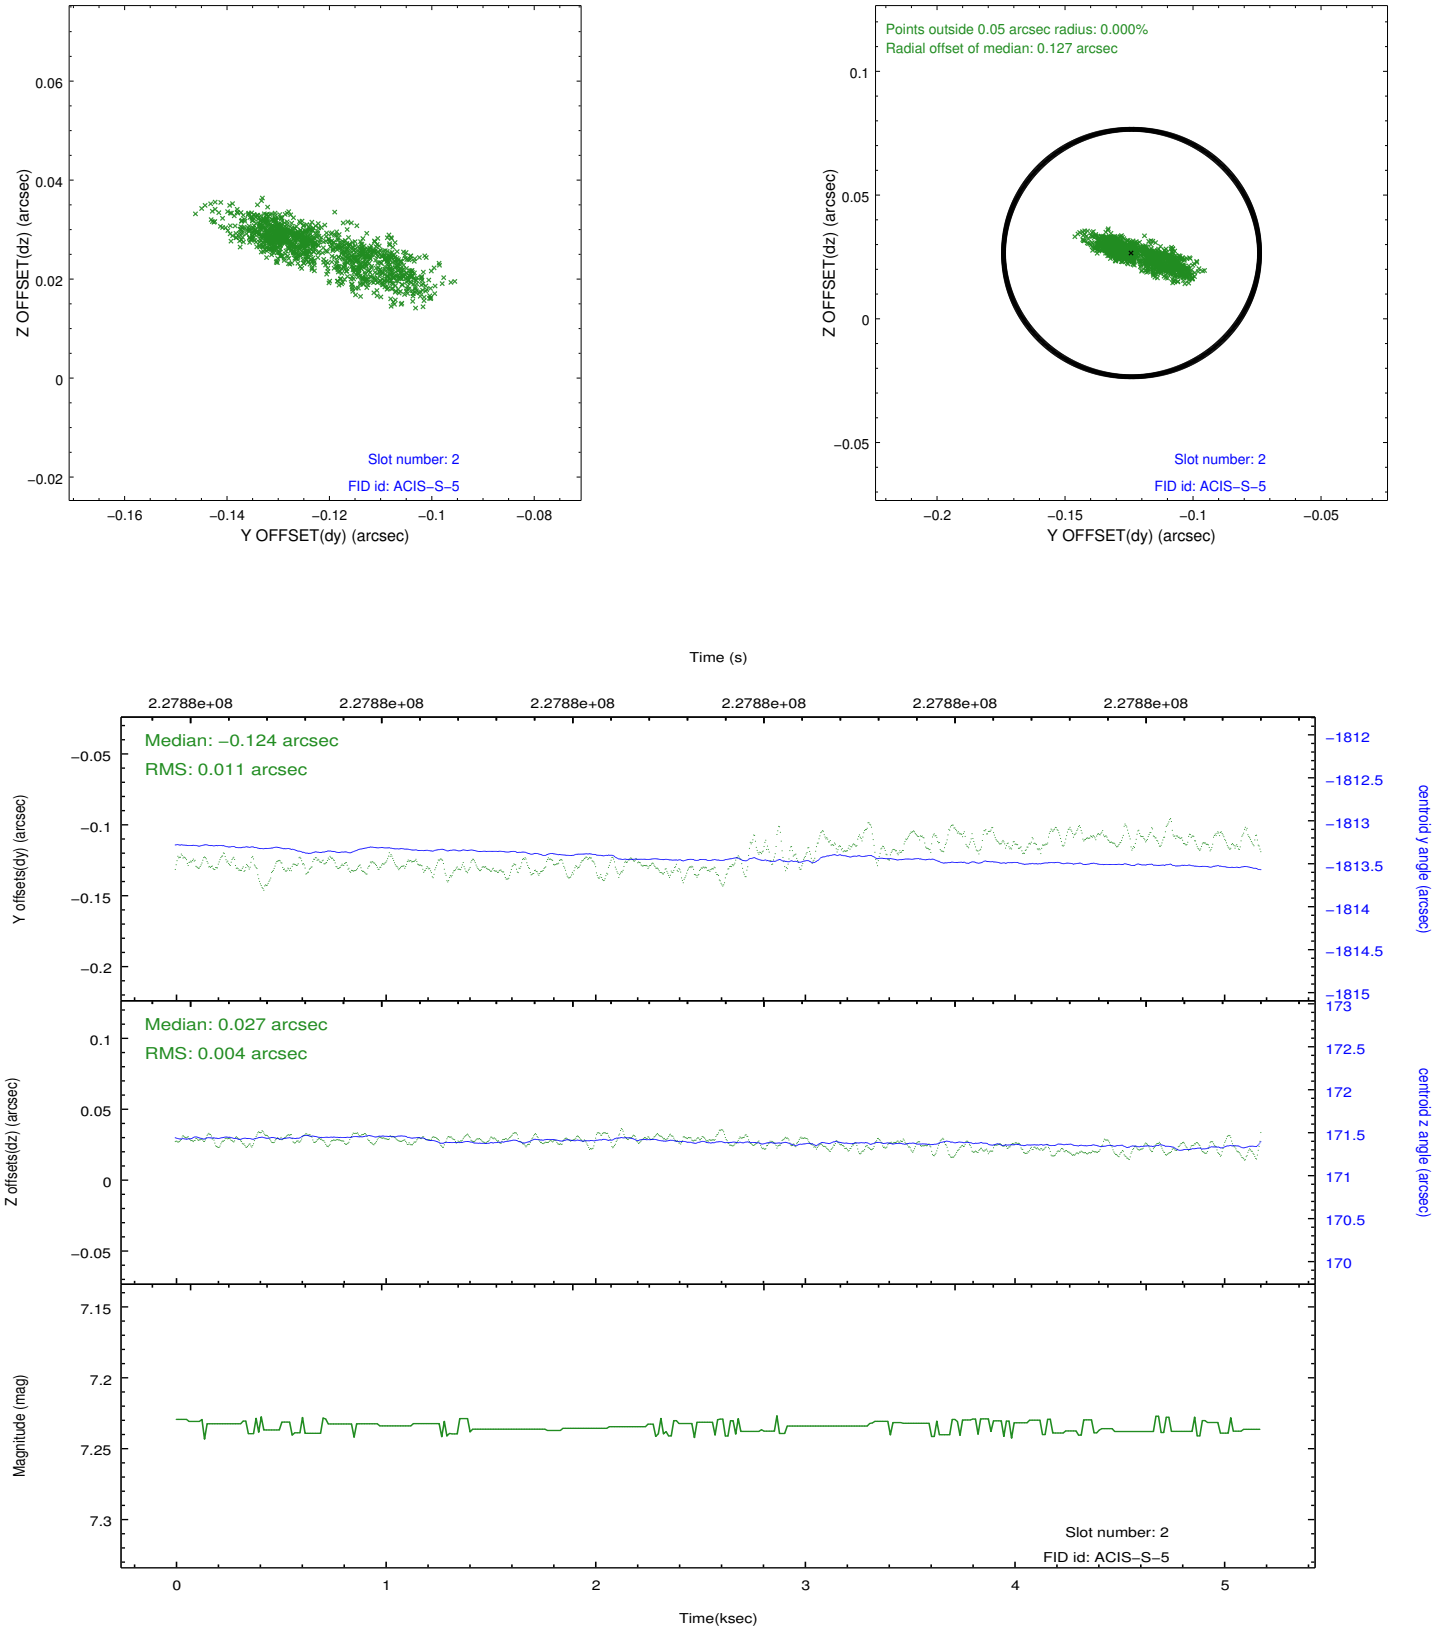 0.06
0.04
0.02
0
−0.02
Z OFFSET(dz) (arcsec)
Slot number: 2
FID id: ACIS−S−5
−0.16
−0.14
−0.12
−0.1
−0.08
Y OFFSET(dy) (arcsec)
Points outside 0.05 arcsec radius: 0.000%
Radial offset of median: 0.127 arcsec
0.1
0.05
0
−0.05
Z OFFSET(dz) (arcsec)
Slot number: 2
FID id: ACIS−S−5
−0.2
−0.15
−0.1
−0.05
Y OFFSET(dy) (arcsec)
Time (s)
2.2788e+08 2.2788e+08 2.2788e+08 2.2788e+08 2.2788e+08 2.2788e+08
Median: −0.124 arcsec
RMS: 0.011 arcsec
−0.05
−0.1
−0.15
−0.2
Y offsets(dy) (arcsec)
−1812
−1812.5
−1813
−1813.5
−1814
−1814.5
−1815
centroid y angle (arcsec)
Median: 0.027 arcsec
RMS: 0.004 arcsec
0.1
0.05
0
−0.05
Z offsets(dz) (arcsec)
173
172.5
172
171.5
171
170.5
170
centroid z angle (arcsec)
7.15
7.2
7.25
7.3
Magnitude (mag)
Slot number: 2
FID id: ACIS−S−5
0 1 2 3 4 5
Time(ksec)